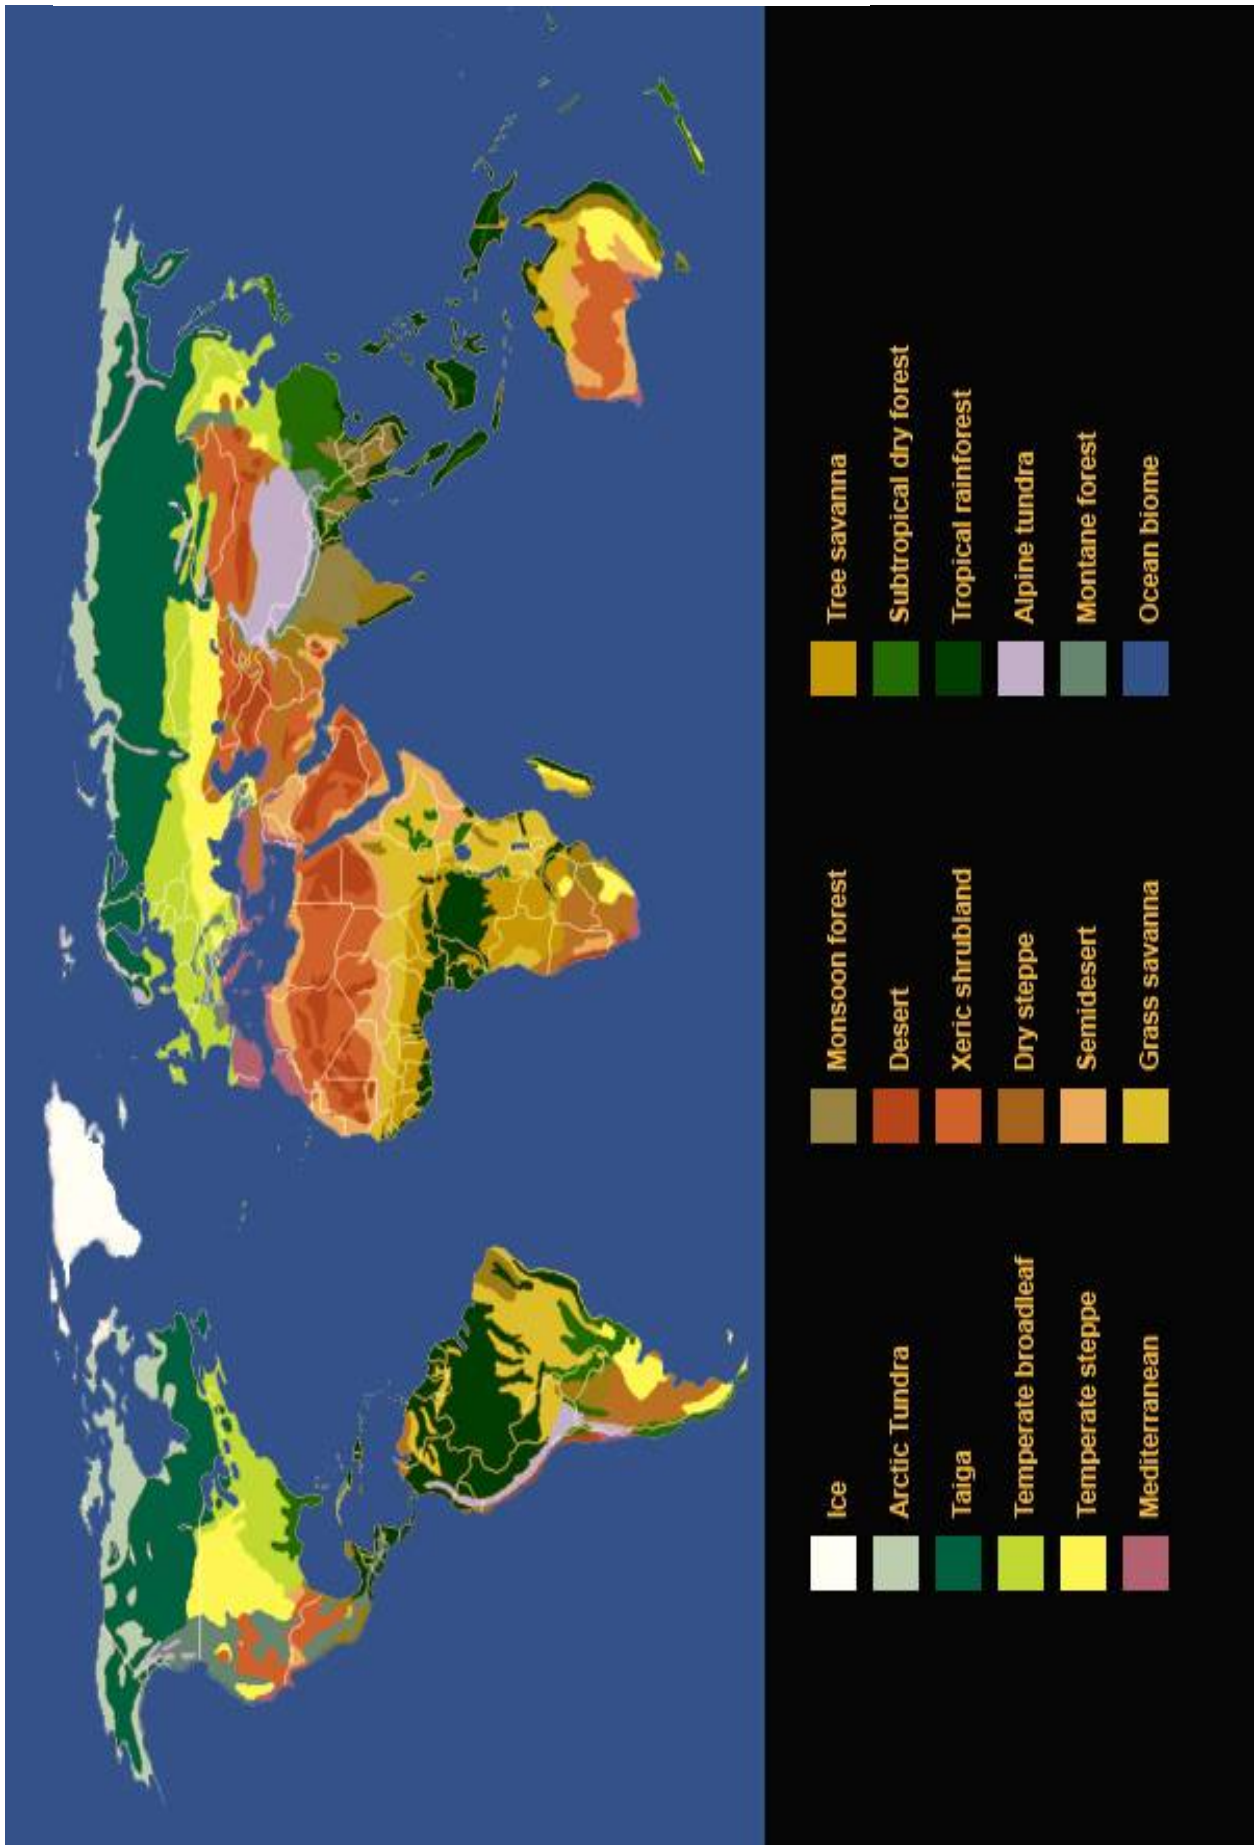 Ice
Arctic Tundra
Taiga
Temperate broadleaf
Temperate steppe
Mediterranean
Monsoon forest
Desert
Xeric shrubland
Dry steppe
Semidesert
Grass savanna
Tree savanna
Subtropical dry forest
Tropical rainforest
Alpine tundra
Montane forest
Ocean biome